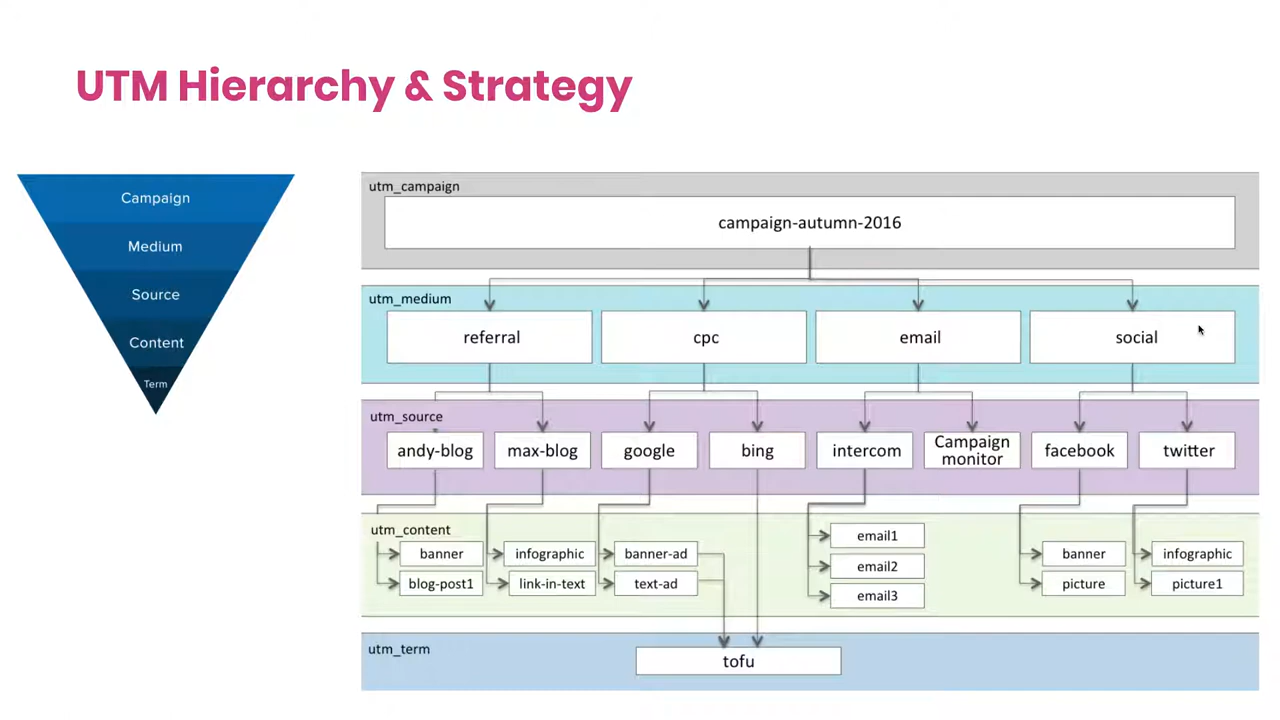 UTM Hierarchy & Strategy
Campaign
Medium
Source
Content
Term
utm_campaign
campaign-autumn-2016
utm_medium
referral
cpc
email
social
utm_source
andy-blog
max-blog
google
bing
intercom
Campaign
monitor
facebook
twitter
utm_content
banner
blog-post1
infographic
link-in-text
banner-ad
text-ad
email1
email2
email3
banner
picture
infographic
picture1
utm_term
tofu